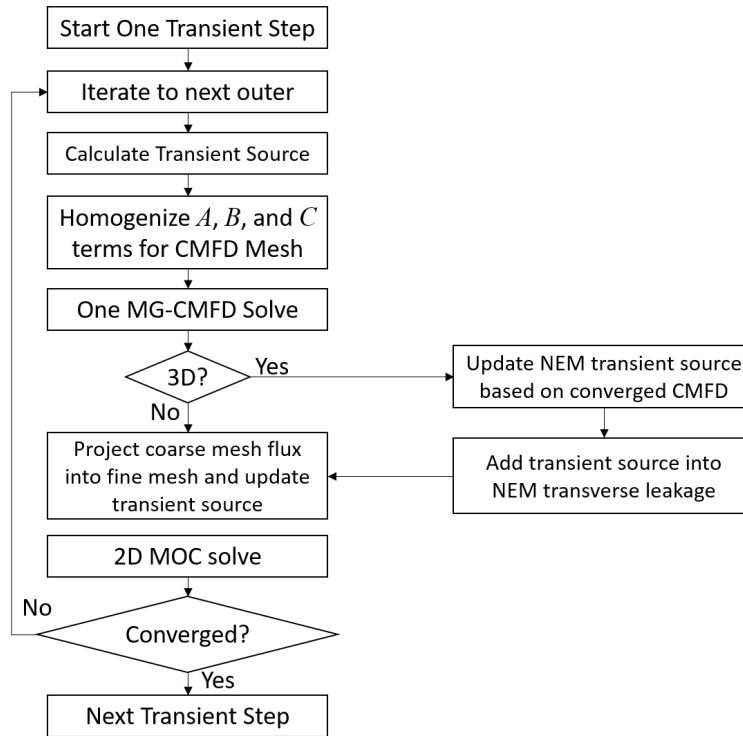 Start One Transient Step
Iterate to next outer
Calculate Transient Source
Homogenize A, B, and C
terms for CMFD Mesh
One MG-CMFD Solve
3D?
Yes
No
Update NEM transient source
based on converged CMFD
Add transient source into
NEM transverse leakage
Project coarse mesh flux
into fine mesh and update
transient source
2D MOC solve
Converged?
No
Yes
Next Transient Step